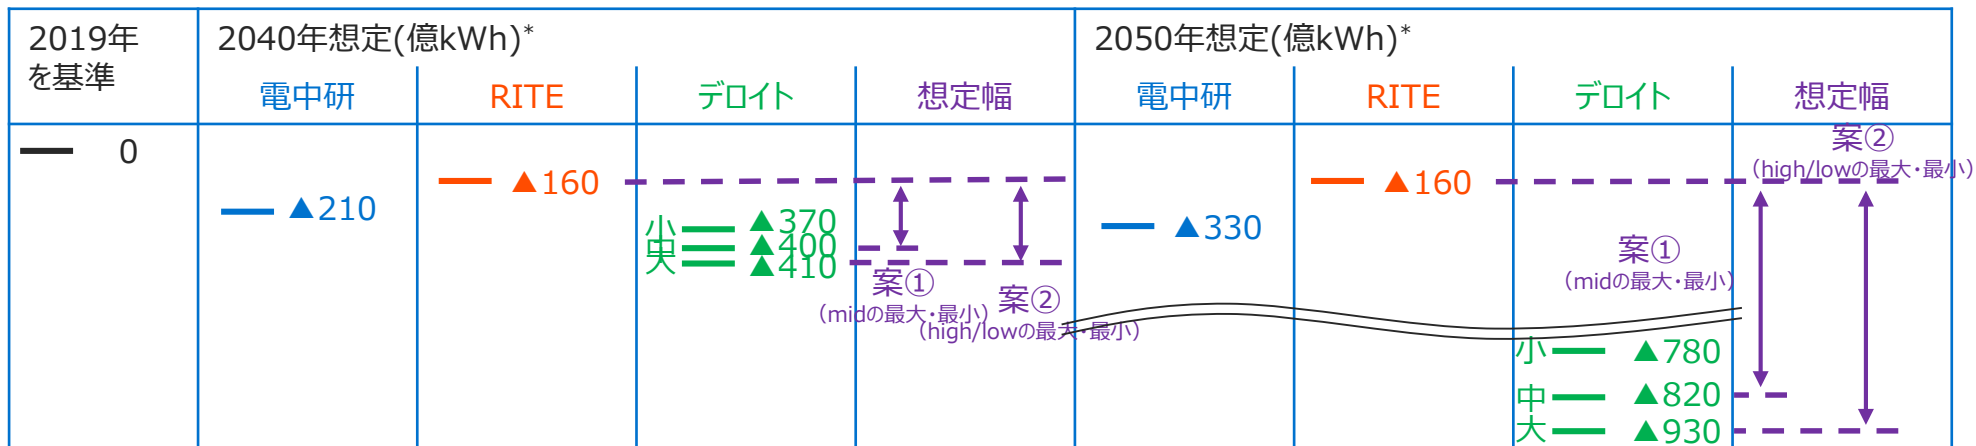 2019年
を基準
2040年想定(億kWh)*
2050年想定(億kWh)*
電中研
RITE
デロイト
想定幅
電中研
RITE
デロイト
想定幅
0
▲210
▲160
小 ▲370
中 ▲400
大 ▲410
案①
(midの最大・最小)
案②
(high/lowの最大・最小)
▲330
▲160
小 ▲780
中 ▲820
大 ▲930
案①
(midの最大・最小)
案②
(high/lowの最大・最小)